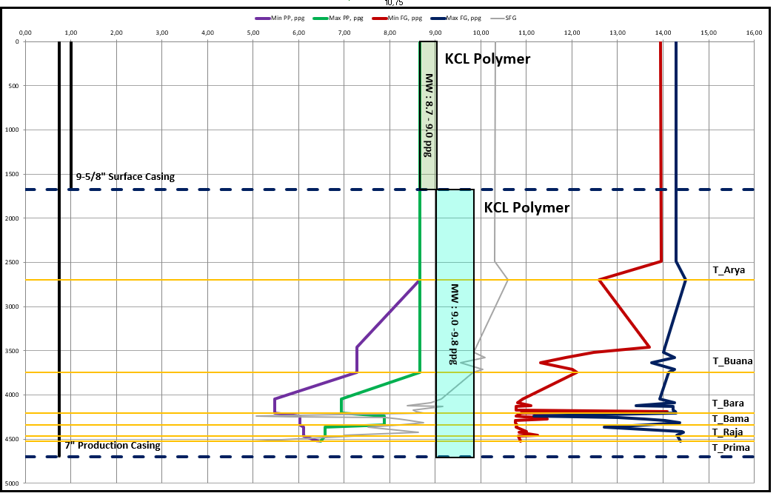 10,75
Min PP, ppg Max PP, ppg Min FG, ppg Max FG, ppg SFG
0,00 1,00 2,00 3,00 4,00 5,00 6,00 7,00 8,00 9,00 10,00 11,00 12,00 13,00 14,00 15,00 16,00
0
KCL Polymer
500
MW : 8.7 - 9.0 ppg
1000
1500
9-5/8" Surface Casing
2000
KCL Polymer
2500
T_Arya
3000
MW : 9.0 -9.8 ppg
3500
T_Buana
4000
T_Bara
T_Bama
4500
T_Raja
7" Production Casing
T_Prima
5000